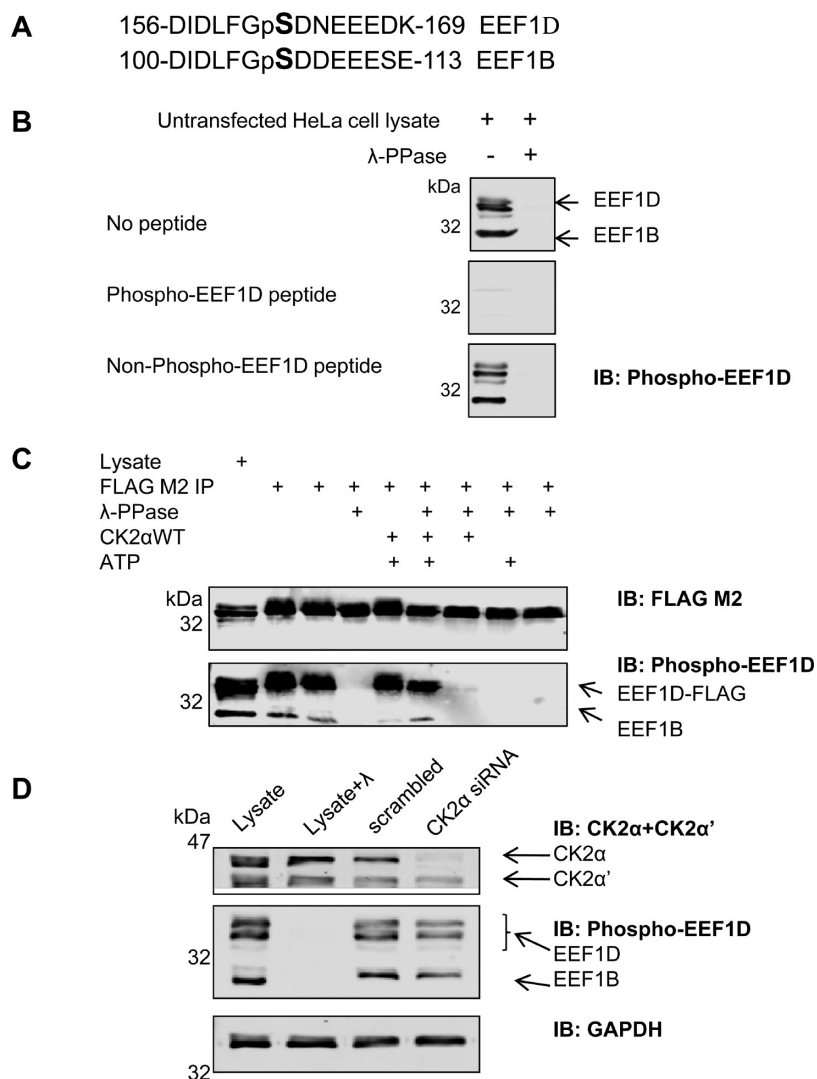 A
156-DIDLFGpSDNEEEDK-169 EEF1D
100-DIDLFGpSDDEEESE-113 EEF1B
B
Untransfected HeLa cell lysate + +
λ-PPase - +
kDa
No peptide 32 EEF1D
EEF1B
Phospho-EEF1D peptide 32
Non-Phospho-EEF1D peptide 32 IB: Phospho-EEF1D
C
Lysate +
FLAG M2 IP + + + + + + + +
λ-PPase + + + + +
CK2αWT + + +
ATP + + +
kDa IB: FLAG M2
32
IB: Phospho-EEF1D
32 EEF1D-FLAG
EEF1B
D
Lysate Lysate+λ scrambled CK2α siRNA
kDa
47 IB: CK2α+CK2α’
CK2α
CK2α’
IB: Phospho-EEF1D
32 EEF1D
EEF1B
IB: GAPDH
32